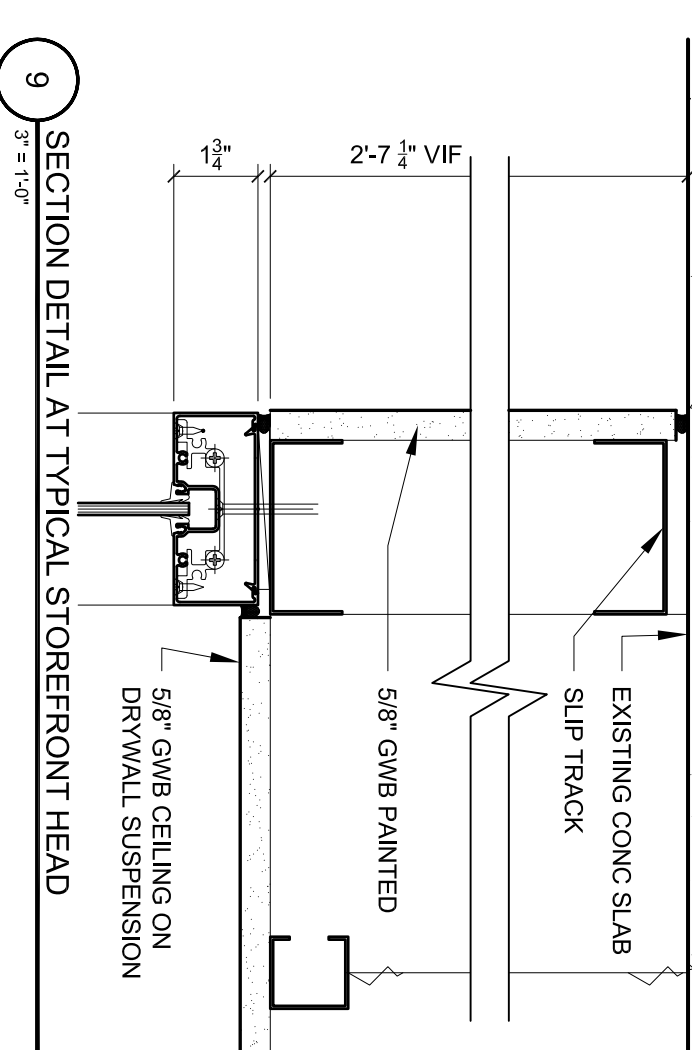 EXISTING CONC SLAB
SLIP TRACK
2'-7 1/4" VIF
5/8" GWB PAINTED
1 3/4"
5/8" GWB CEILING ON
DRYWALL SUSPENSION
9
SECTION DETAIL AT TYPICAL STOREFRONT HEAD
3" = 1'-0"